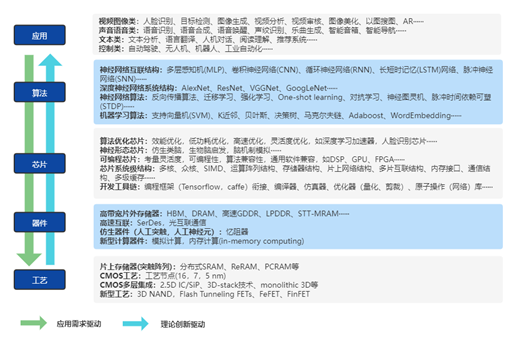 应用
视频图像类：人脸识别、目标检测、图像生成、视频分析、视频审核、图像美化、以图搜图、AR-----
声音语音类：语音识别、语音合成、语音唤醒、声纹识别、乐曲生成、智能音箱、智能导航-----
文本类：文本分析、语言翻译、人机对话、阅读理解、推荐系统-----
控制类：自动驾驶、无人机、机器人、工业自动化-----
算法
神经网络互联结构：多层感知机(MLP)、卷积神经网络(CNN)、循环神经网络(RNN)、长短时记忆(LSTM)网络、脉冲神经
网络(SNN)-----
深度神经网络系统结构：AlexNet, ResNet, VGGNet, GoogLeNet-----
神经网络算法：反向传播算法、迁移学习、强化学习、One-shot learning、对抗学习、神经图灵机、脉冲时间依赖可塑
(STDP)
机器学习算法：支持向量机(SVM)、K近邻、贝叶斯、决策树、马克尔夫链、Adaboost、WordEmbedding-----
芯片
算法优化芯片：效能优化，低功耗优化，高速优化，灵活度优化，如深度学习加速器，人脸识别芯片-----
神经形态芯片：仿生类脑，生物脑启发，脑机制模拟-----
可编程芯片：考量灵活度，可编程性，算法兼容性，通用软件兼容，如DSP、GPU、FPGA-----
芯片系统级结构：多核、众核、SIMD、运算阵列结构、存储器结构、片上网络结构、多片互联结构、内存接口、通信结
构、多级缓存-----
开发工具链：编程框架（Tensorflow，caffe）衔接、编译器、仿真器、优化器（量化、剪裁）、原子操作（网络）库-----
器件
高带宽片外存储器：HBM、DRAM、高速GDDR、LPDDR、STT-MRAM-----
高速互联：SerDes，光互联通信
仿生器件（人工突触，人工神经元）：忆阻器
新型计算器件：模拟计算，内存计算(in-memory computing)
工艺
片上存储器(突触阵列)：分布式SRAM、ReRAM、PCRAM等
CMOS工艺：工艺节点(16，7，5 nm)
CMOS多层集成：2.5D IC/SiP、3D-stack技术、monolithic 3D等
新型工艺：3D NAND，Flash Tunneling FETs、FeFET、FinFET
应用需求驱动
理论创新驱动